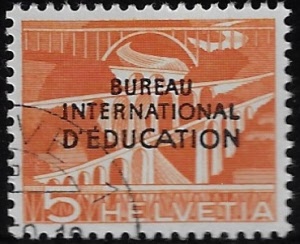 BUREAU
INTERNATIONAL
D'ÉDUCATION
5 HELVETIA